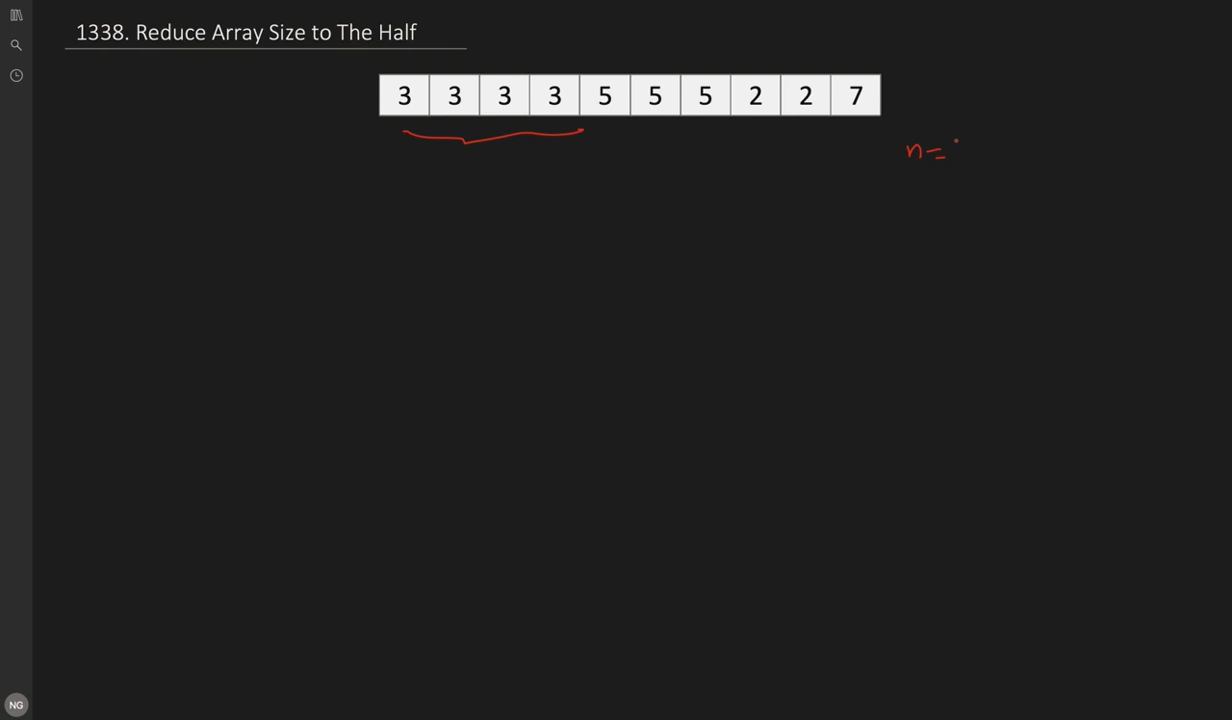 1338. Reduce Array Size to The Half
3 3 3 3 5 5 5 2 2 7
n =
NG